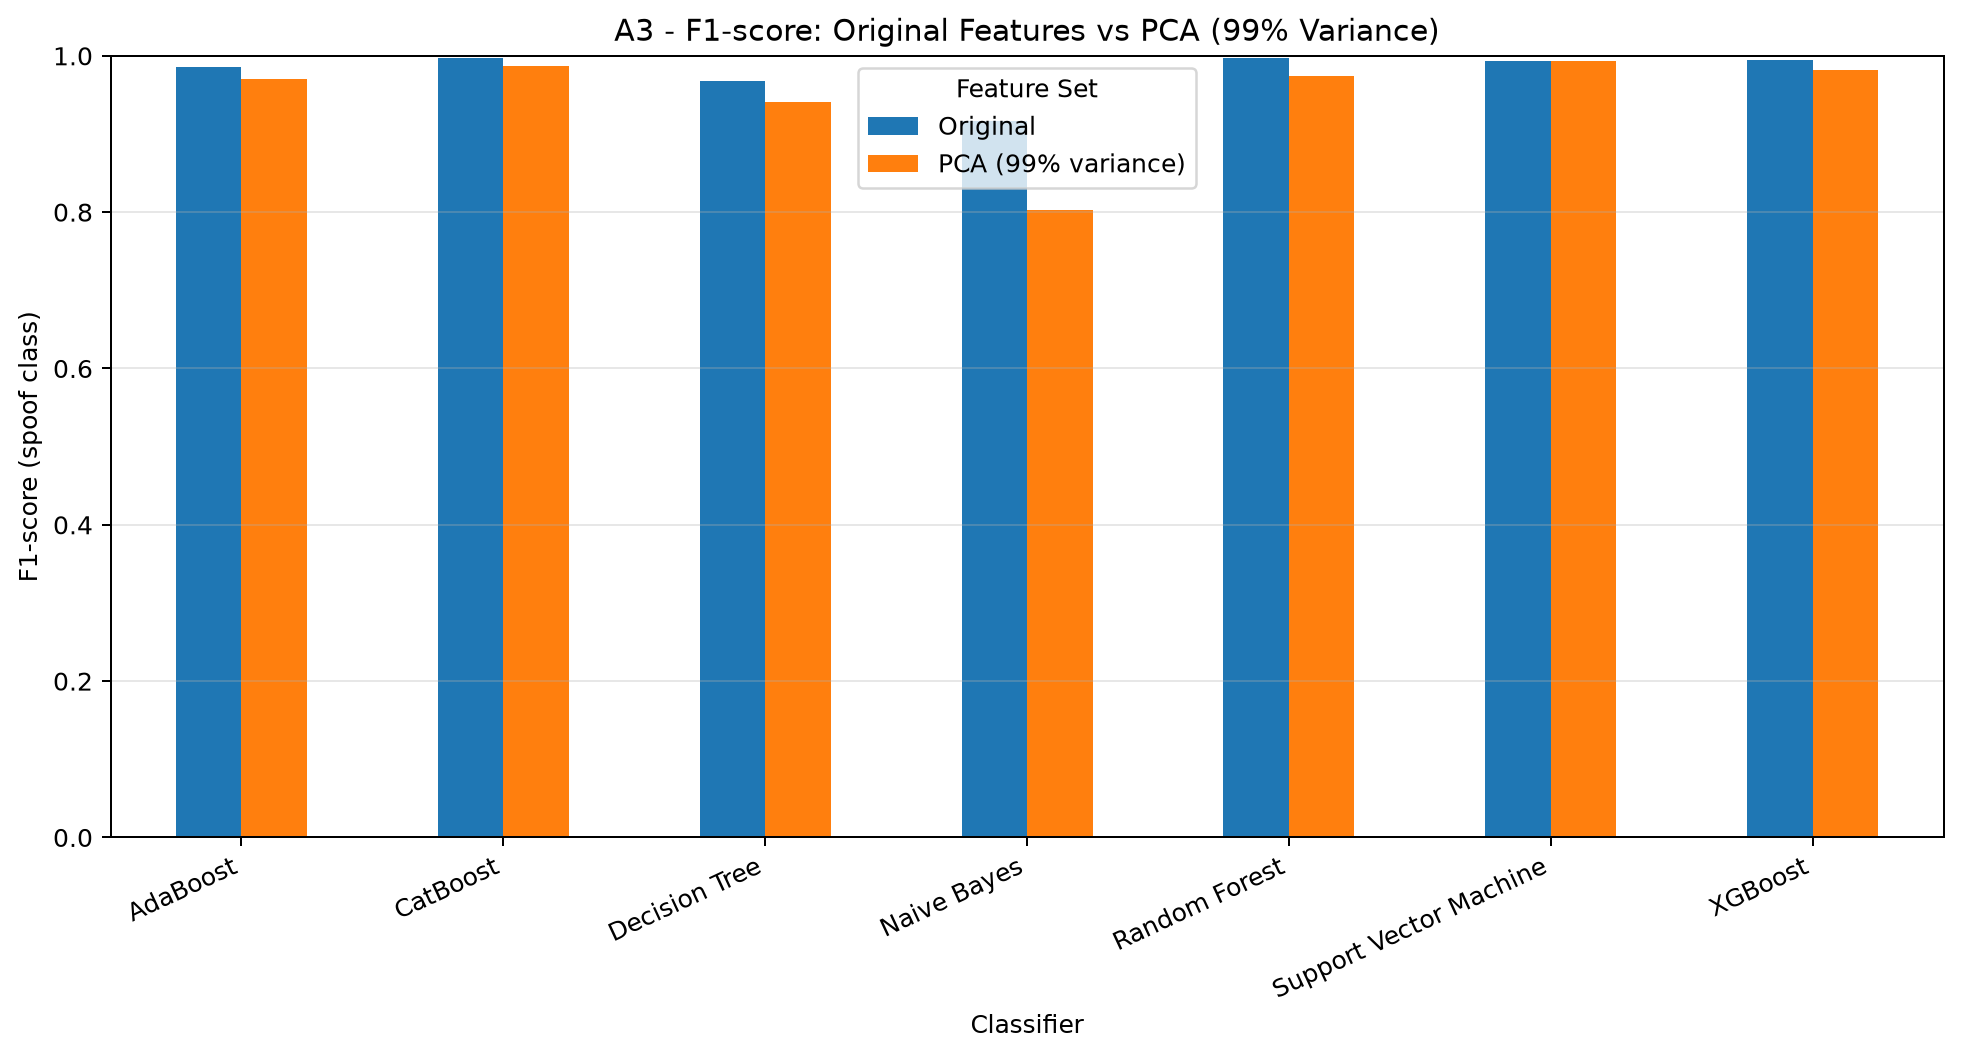 A3 - F1-score: Original Features vs PCA (99% Variance)
Feature Set
Original
PCA (99% variance)
F1-score (spoof class)
1.0
0.8
0.6
0.4
0.2
0.0
AdaBoost
CatBoost
Decision Tree
Naive Bayes
Random Forest
Support Vector Machine
XGBoost
Classifier